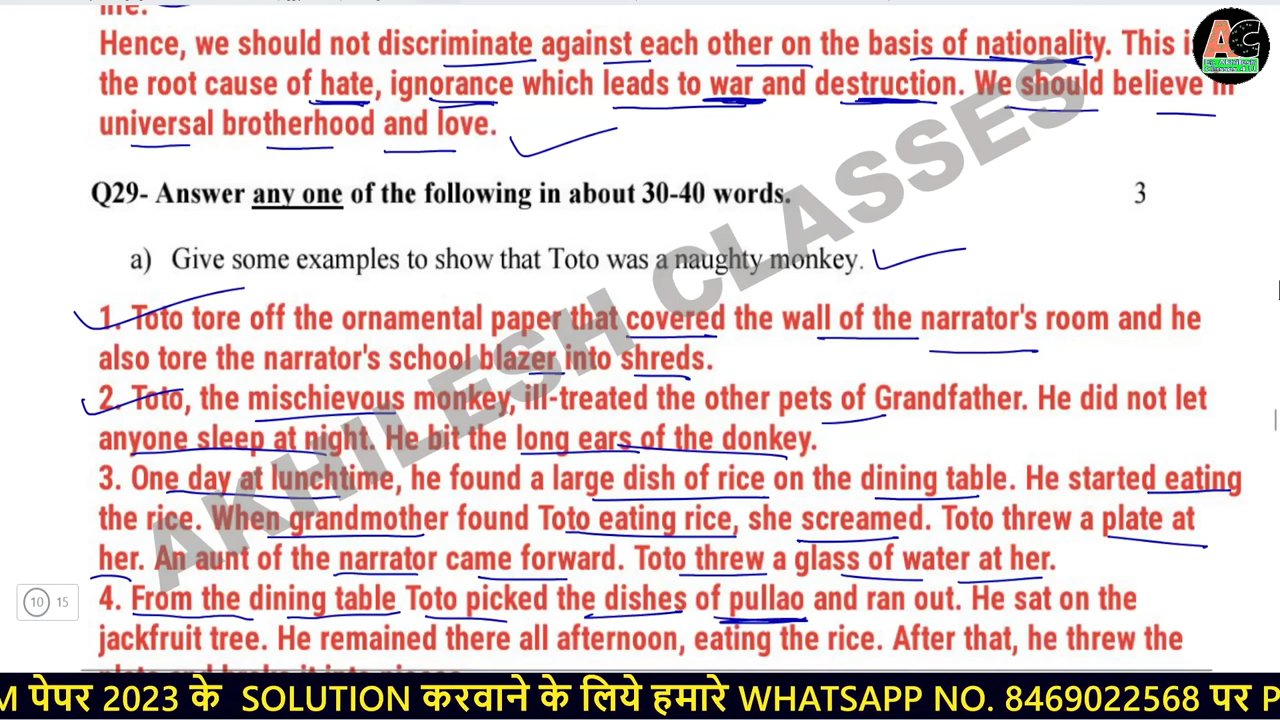 life.
Hence, we should not discriminate against each other on the basis of nationality. This i
the root cause of hate, ignorance which leads to war and destruction. We should believe in
universal brotherhood and love.
Q29- Answer any one of the following in about 30-40 words. 3
a) Give some examples to show that Toto was a naughty monkey.
1. Toto tore off the ornamental paper that covered the wall of the narrator's room and he
also tore the narrator's school blazer into shreds.
2. Toto, the mischievous monkey, ill-treated the other pets of Grandfather. He did not let
anyone sleep at night. He bit the long ears of the donkey.
3. One day at lunchtime, he found a large dish of rice on the dining table. He started eating
the rice. When grandmother found Toto eating rice, she screamed. Toto threw a plate at
her. An aunt of the narrator came forward. Toto threw a glass of water at her.
4. From the dining table Toto picked the dishes of pullao and ran out. He sat on the
jackfruit tree. He remained there all afternoon, eating the rice. After that, he threw the
plate and broke it into pieces
AKHILESH CLASSES
AC
10 15
M पेपर 2023 के SOLUTION करवाने के लिये हमारे WHATSAPP NO. 8469022568 पर P